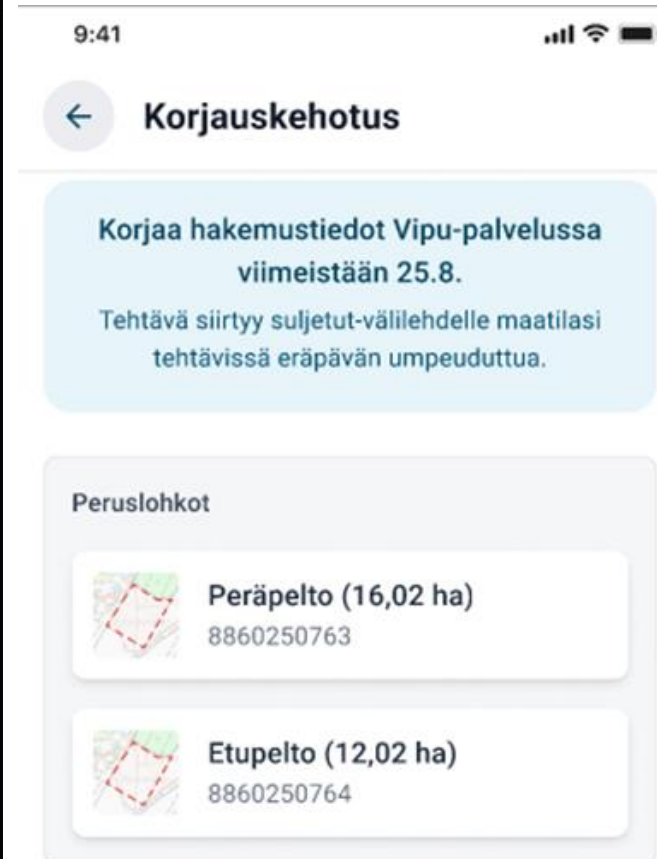 9:41
Korjauskehotus
Korjaa hakemustiedot Vipu-palvelussa
viimeistään 25.8.
Tehtävä siirtyy suljetut-välilehdelle maatilasi
tehtävissä eräpävän umpeuduttua.
Peruslohkot
Peräpelto (16,02 ha)
8860250763
Etupelto (12,02 ha)
8860250764